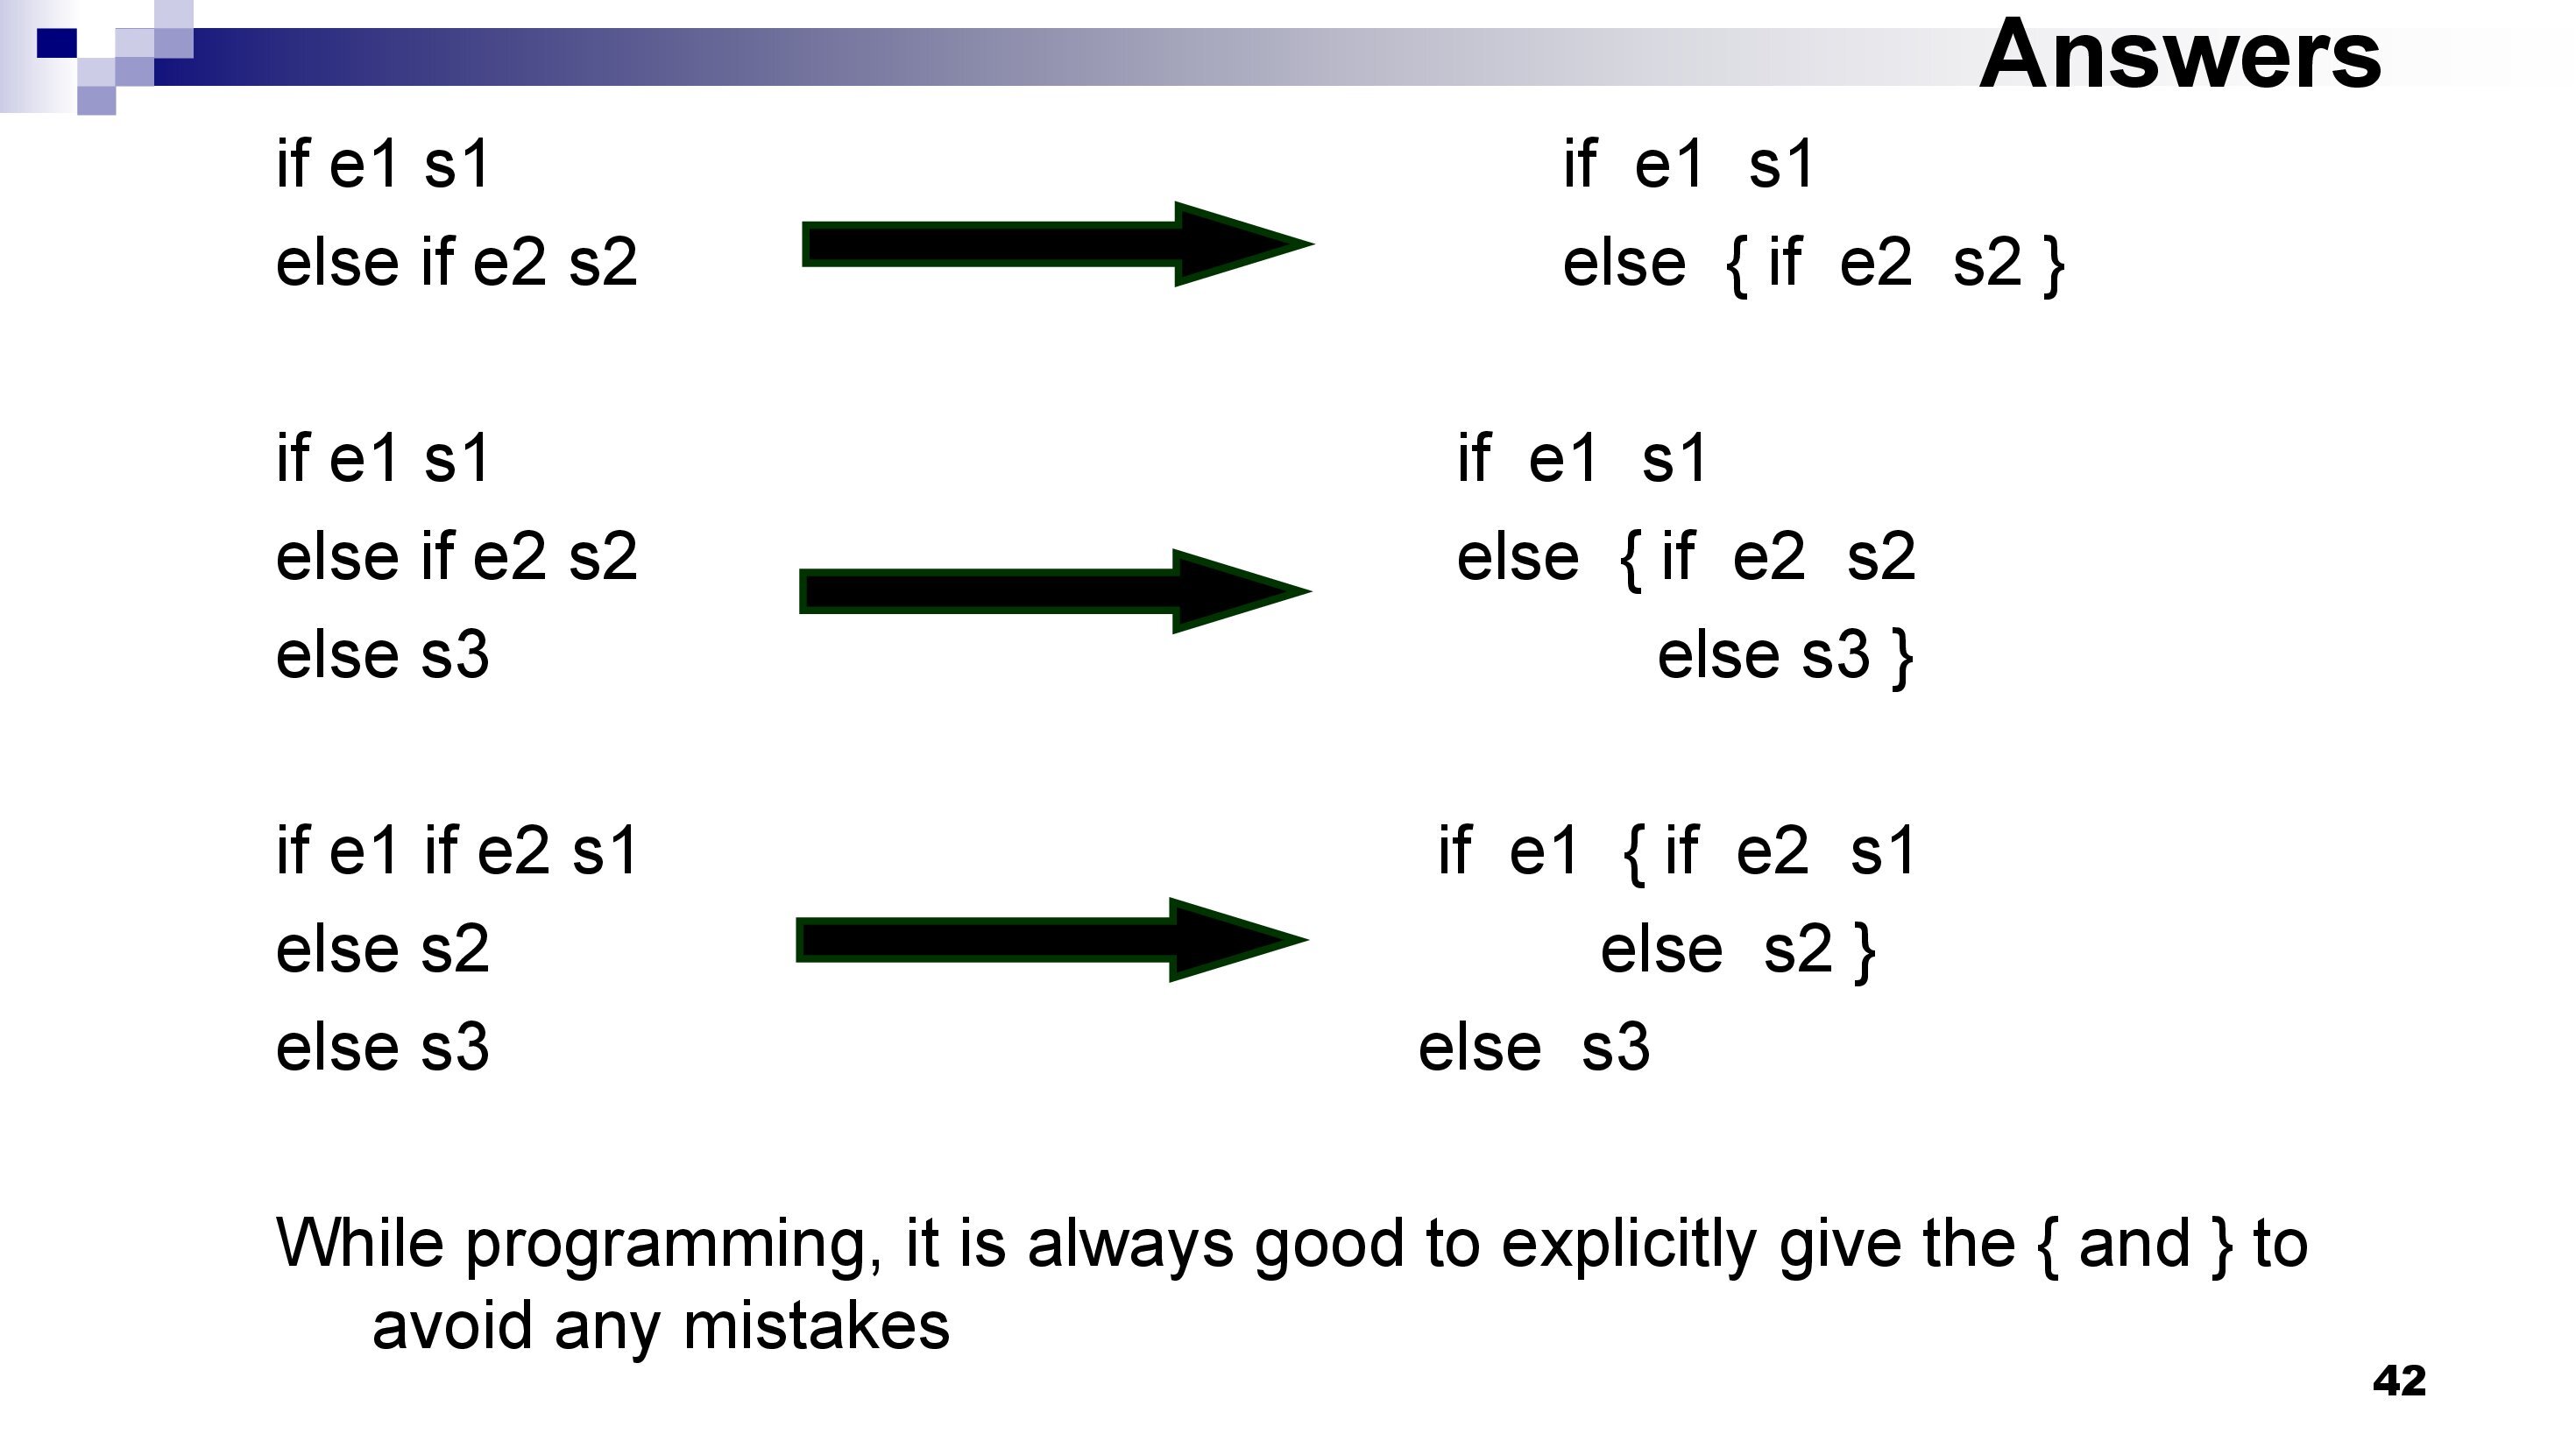 Answers
if e1 s1
else if e2 s2
if  e1  s1
else  { if  e2  s2 }
if e1 s1
else if e2 s2
else s3
if  e1  s1
else  { if  e2  s2
else s3 }
if e1 if e2 s1
else s2
else s3
if  e1  { if  e2  s1
else  s2 }
else  s3
While programming, it is always good to explicitly give the { and } to
avoid any mistakes
42